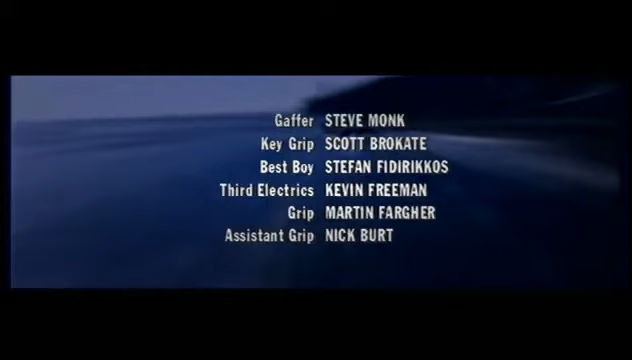 Gaffer STEVE MONK
Key Grip SCOTT BROKATE
Best Boy STEFAN FIDIRIKKOS
Third Electrics KEVIN FREEMAN
Grip MARTIN FARGHER
Assistant Grip NICK BURT